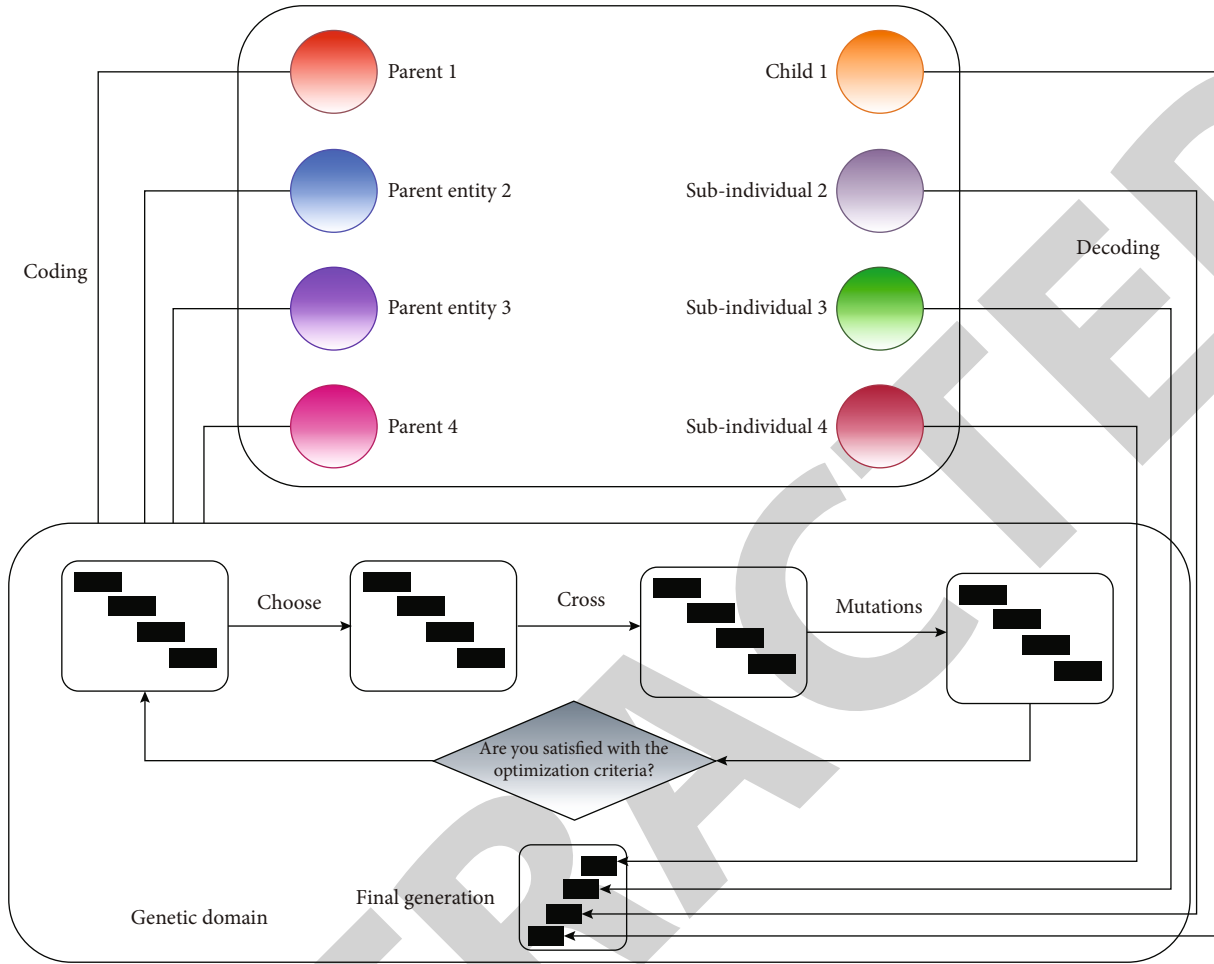 Parent 1
Child 1
Parent entity 2
Sub-individual 2
Decoding
Coding
Parent entity 3
Sub-individual 3
Parent 4
Sub-individual 4
Choose
Cross
Mutations
Are you satisfied with the
optimization criteria?
Final generation
Genetic domain
TRACTED